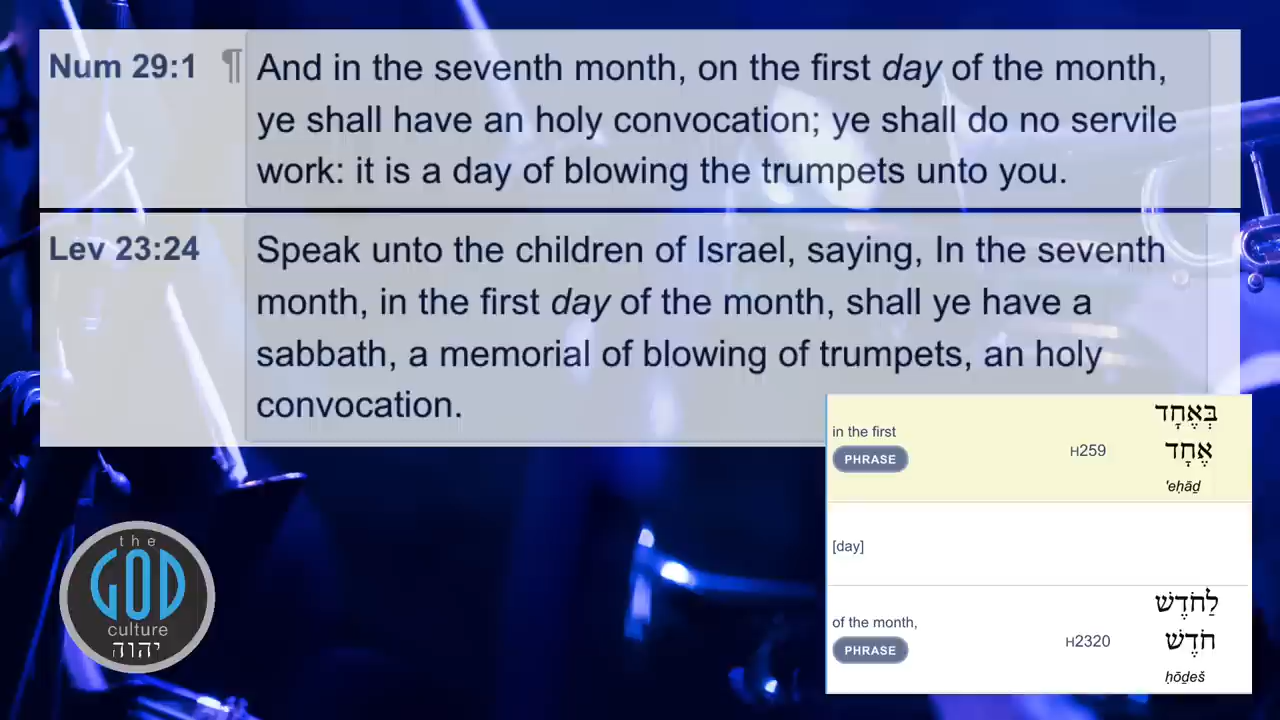 Num 29:1 ¶ And in the seventh month, on the first day of the month,
ye shall have an holy convocation; ye shall do no servile
work: it is a day of blowing the trumpets unto you.
Lev 23:24 Speak unto the children of Israel, saying, In the seventh
month, in the first day of the month, shall ye have a
sabbath, a memorial of blowing of trumpets, an holy
convocation.
in the first
PHRASE
H259
בְּאֶחָד
אֶחָד
'eḥāḏ
[day]
of the month,
PHRASE
H2320
לַחֹדֶשׁ
חֹדֶשׁ
ḥōḏeš
the
GOD
culture
יהוה